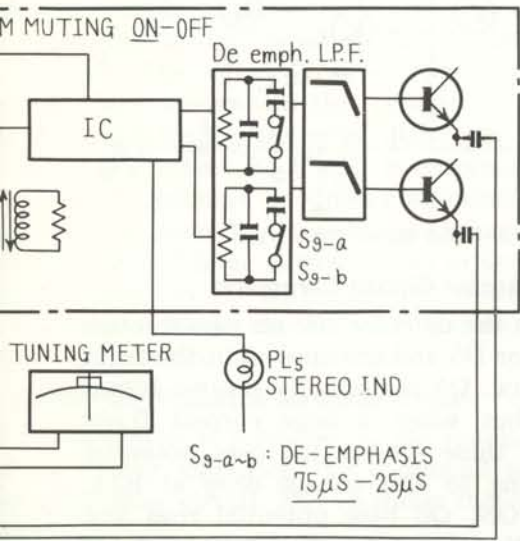 M MUTING ON-OFF
De emph. L.P.F.
IC
S9-a
S9-b
TUNING METER
PL5
STEREO IND
S9-a~b : DE-EMPHASIS
75μS-25μS